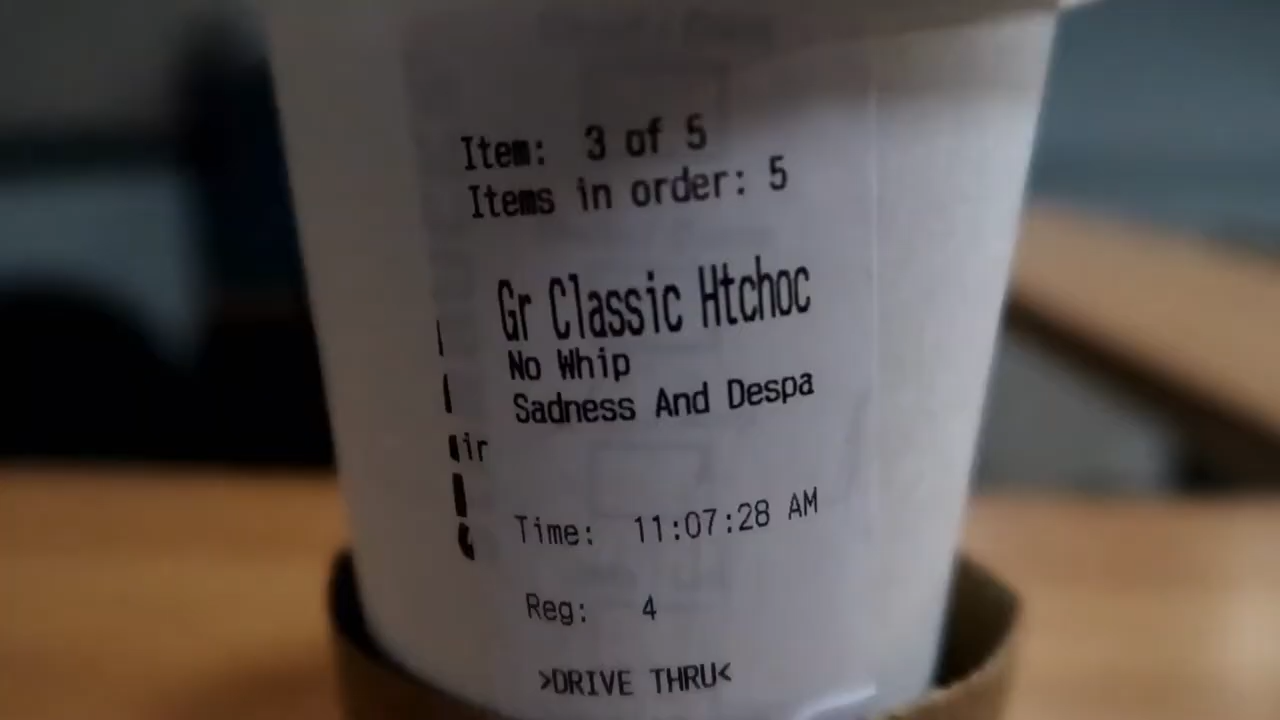 Item: 3 of 5
Items in order: 5
Gr Classic Htchoc
No Whip
Sadness And Despa
ir
Time: 11:07:28 AM
Reg: 4
>DRIVE THRU<